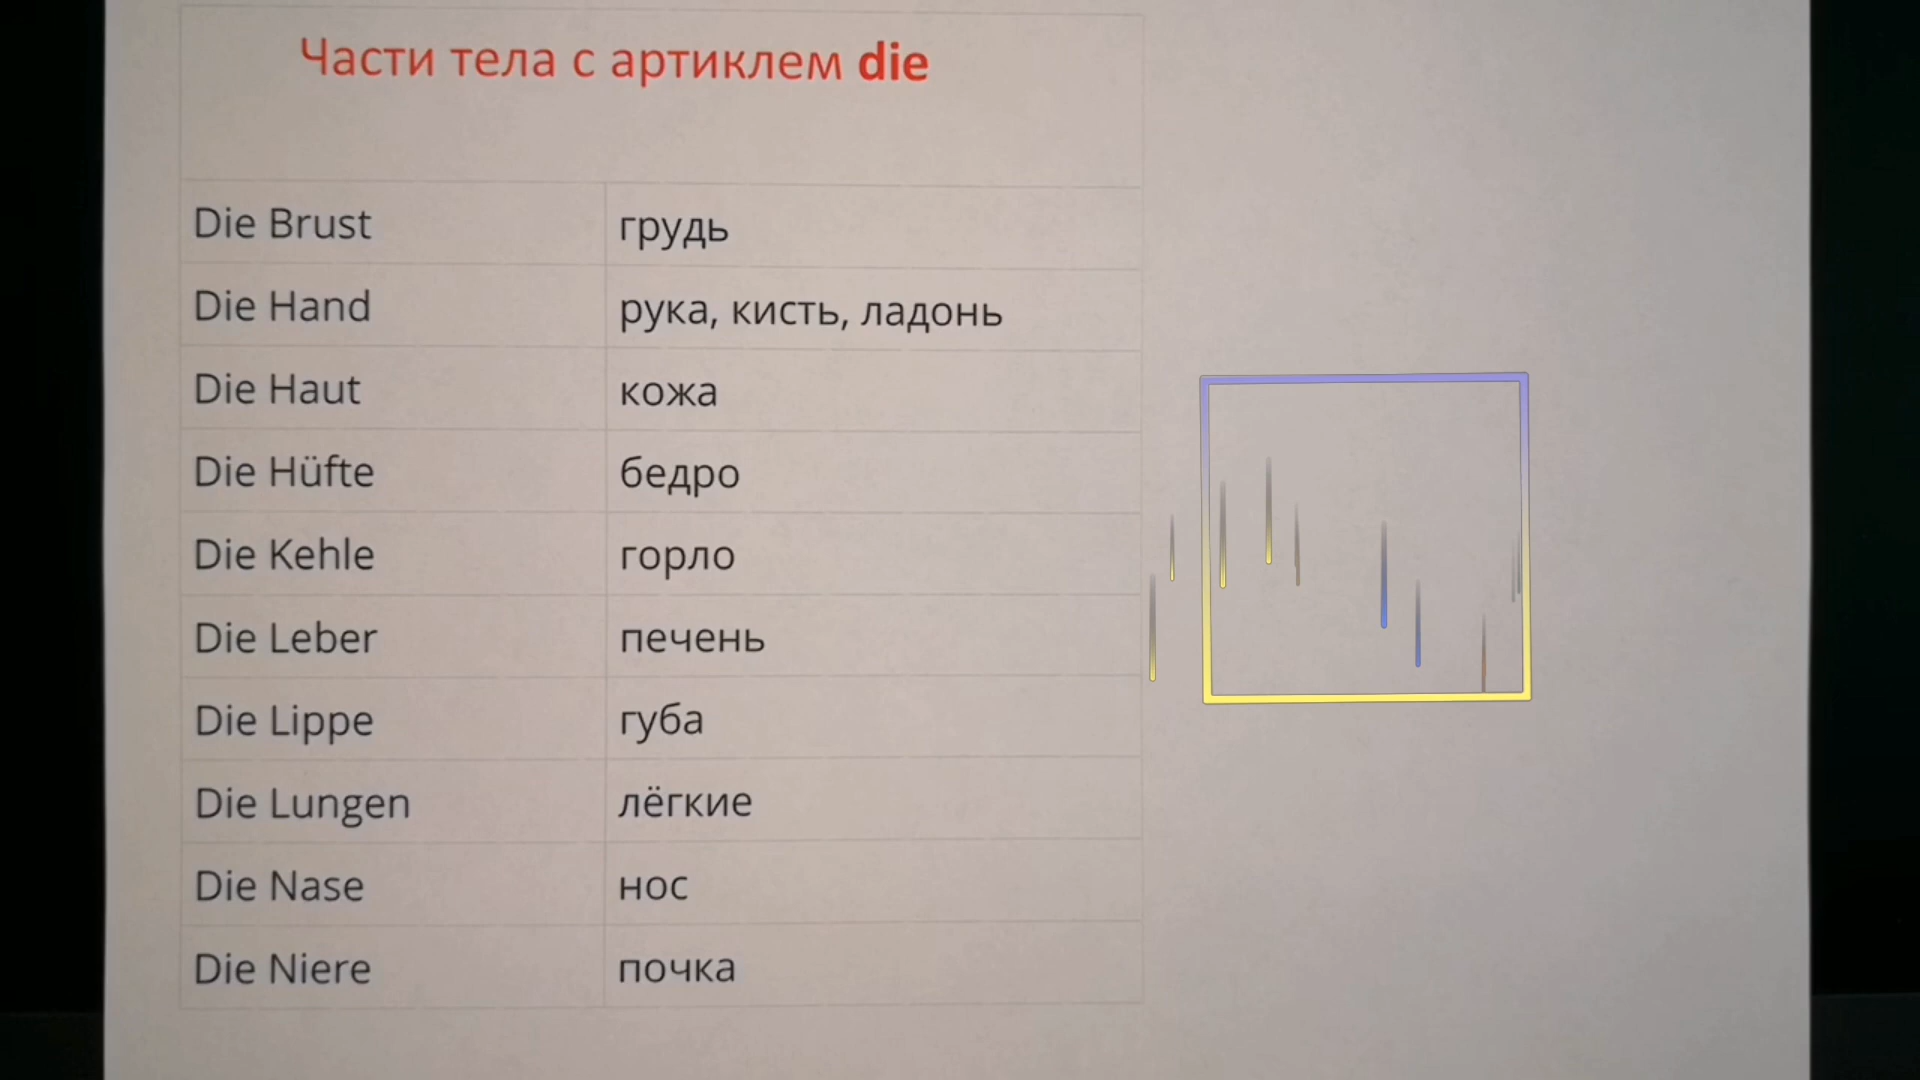 Части тела с артиклем die
Die Brust грудь
Die Hand рука, кисть, ладонь
Die Haut кожа
Die Hüfte бедро
Die Kehle горло
Die Leber печень
Die Lippe губа
Die Lungen лёгкие
Die Nase нос
Die Niere почка